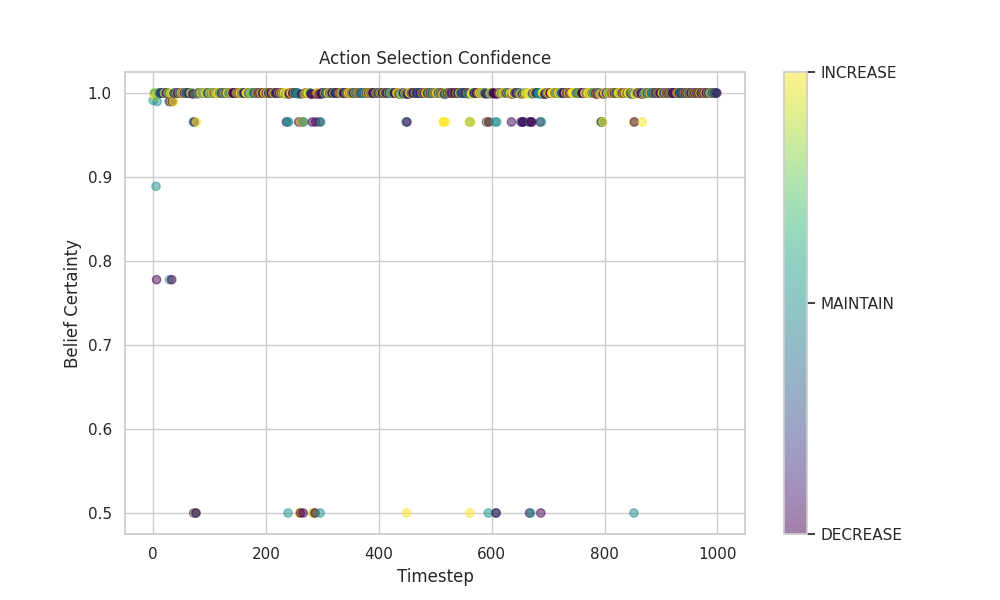 Action Selection Confidence
Belief Certainty
1.0
0.9
0.8
0.7
0.6
0.5
0
200
400
600
800
1000
Timestep
INCREASE
MAINTAIN
DECREASE